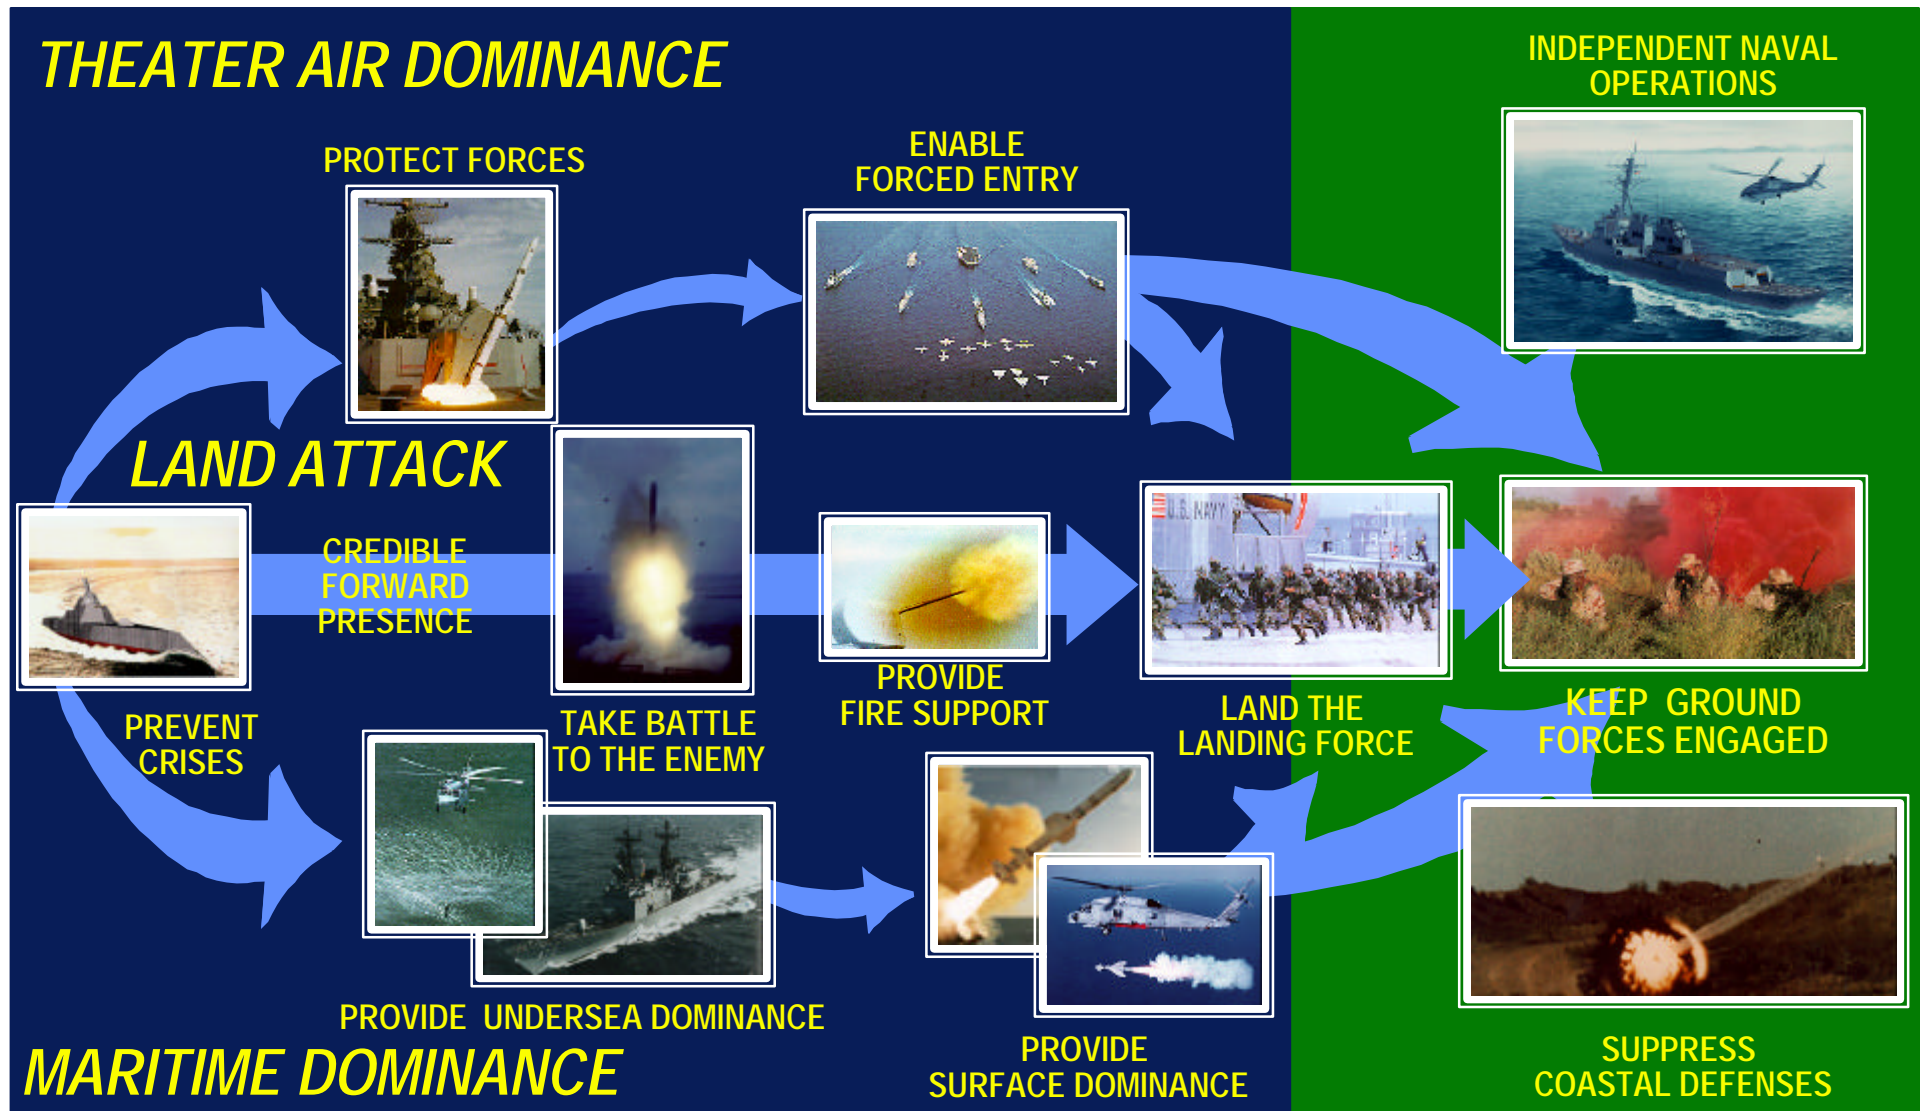 THEATER AIR DOMINANCE
INDEPENDENT NAVAL
OPERATIONS
PROTECT FORCES
ENABLE
FORCED ENTRY
LAND ATTACK
CREDIBLE
FORWARD
PRESENCE
U.S. NAVY
PREVENT
CRISES
TAKE BATTLE
TO THE ENEMY
PROVIDE
FIRE SUPPORT
LAND THE
LANDING FORCE
KEEP GROUND
FORCES ENGAGED
PROVIDE UNDERSEA DOMINANCE
MARITIME DOMINANCE
PROVIDE
SURFACE DOMINANCE
SUPPRESS
COASTAL DEFENSES